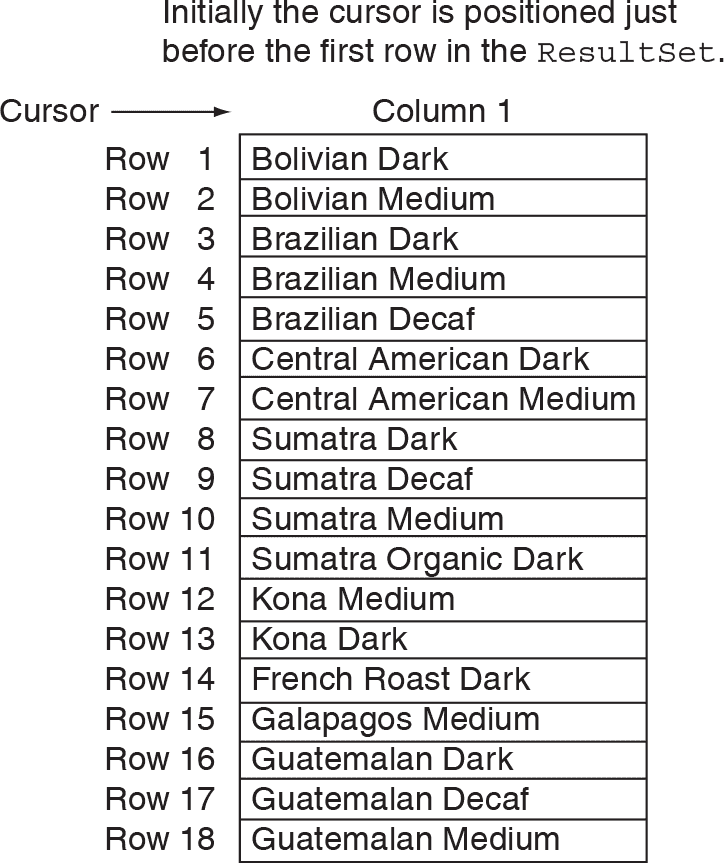 Initially the cursor is positioned just
before the first row in the ResultSet.
Cursor Column 1
Row 1 Bolivian Dark
Row 2 Bolivian Medium
Row 3 Brazilian Dark
Row 4 Brazilian Medium
Row 5 Brazilian Decaf
Row 6 Central American Dark
Row 7 Central American Medium
Row 8 Sumatra Dark
Row 9 Sumatra Decaf
Row 10 Sumatra Medium
Row 11 Sumatra Organic Dark
Row 12 Kona Medium
Row 13 Kona Dark
Row 14 French Roast Dark
Row 15 Galapagos Medium
Row 16 Guatemalan Dark
Row 17 Guatemalan Decaf
Row 18 Guatemalan Medium